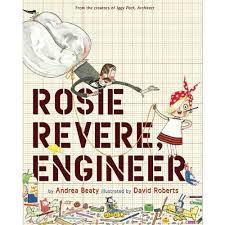 From the creators of Iggy Peck, Architect
ROSIE
REVERE,
ENGINEER
by Andrea Beaty illustrated by David Roberts